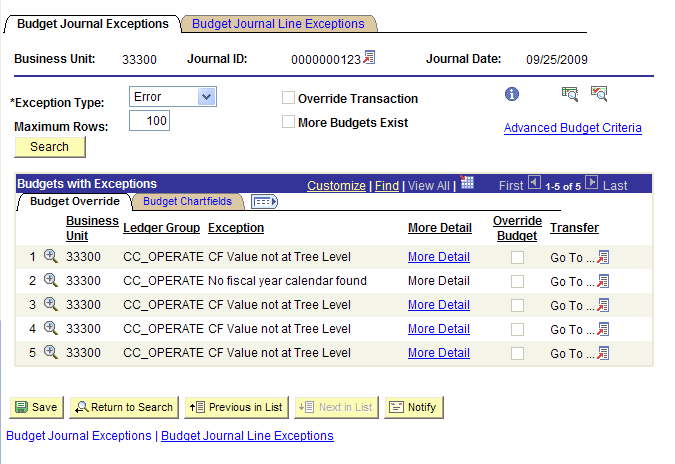 Budget Journal Exceptions Budget Journal Line Exceptions
Business Unit: 33300 Journal ID: 0000000123 Journal Date: 09/25/2009
*Exception Type: Error Override Transaction
Maximum Rows: 100 More Budgets Exist Advanced Budget Criteria
Search
Budgets with Exceptions Customize | Find | View All | First 1-5 of 5 Last
Budget Override Budget Chartfields
Business Unit Ledger Group Exception More Detail Override Budget Transfer
1 33300 CC_OPERATE CF Value not at Tree Level More Detail Go To ...
2 33300 CC_OPERATE No fiscal year calendar found More Detail Go To ...
3 33300 CC_OPERATE CF Value not at Tree Level More Detail Go To ...
4 33300 CC_OPERATE CF Value not at Tree Level More Detail Go To ...
5 33300 CC_OPERATE CF Value not at Tree Level More Detail Go To ...
Save Return to Search Previous in List Next in List Notify
Budget Journal Exceptions | Budget Journal Line Exceptions